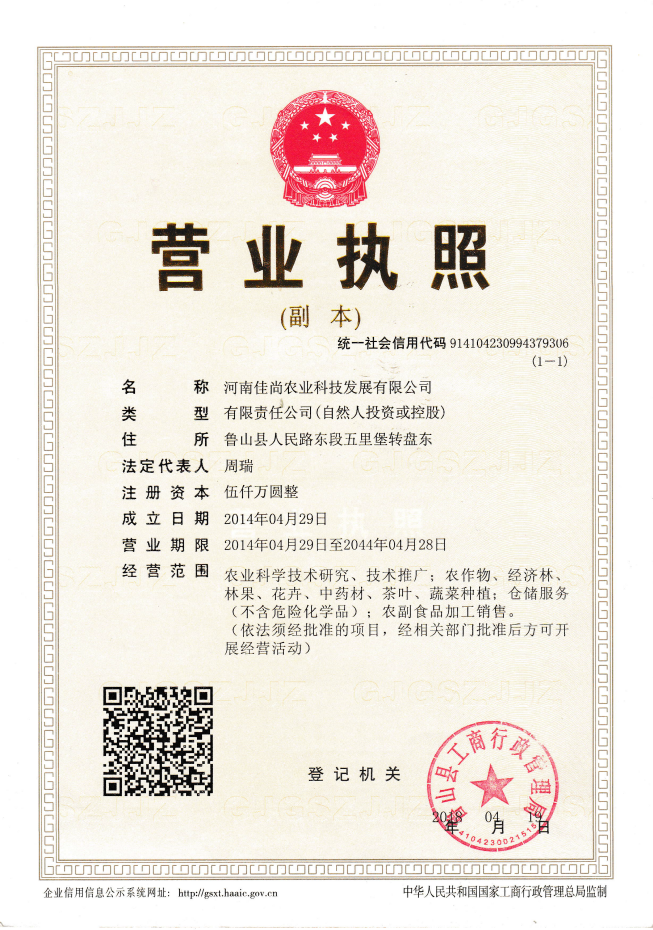 营业执照
(副 本)
统一社会信用代码 914104230994379306
(1-1)
名 称 河南佳尚农业科技发展有限公司
类 型 有限责任公司(自然人投资或控股)
住 所 鲁山县人民路东段五里堡转盘东
法定代表人 周瑞
注册资本 伍仟万圆整
成立日期 2014年04月29日
营业期限 2014年04月29日至2044年04月28日
经营范围 农业科学技术研究、技术推广；农作物、经济林、
林果、花卉、中药材、茶叶、蔬菜种植；仓储服务
（不含危险化学品）；农副食品加工销售。
（依法须经批准的项目，经相关部门批准后方可开
展经营活动）
登记机关
鲁山县工商行政管理局
2018年 04月 19日
企业信用信息公示系统网址： http://gsxt.haaic.gov.cn
中华人民共和国国家工商行政管理总局监制